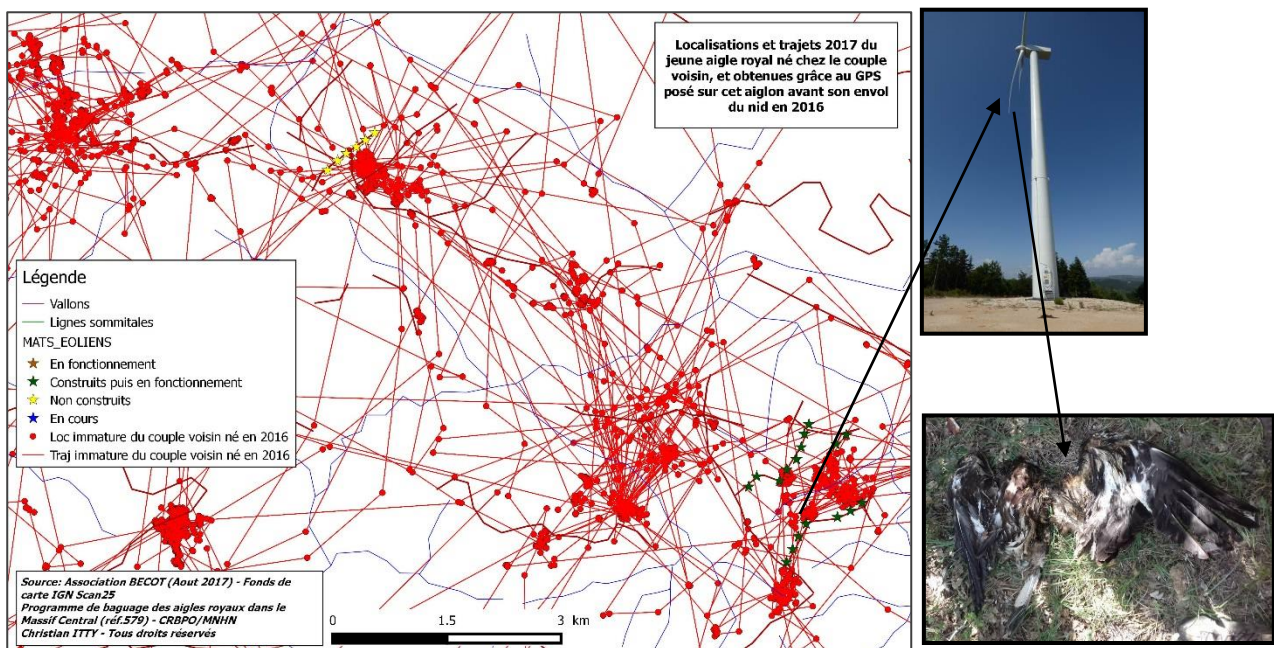 Localisations et trajets 2017 du
jeune aigle royal né chez le couple
voisin, et obtenues grâce au GPS
posé sur cet aiglon avant son envol
du nid en 2016
Légende
Vallons
Lignes sommitales
MATS_EOLIENS
En fonctionnement
Construits puis en fonctionnement
Non construits
En cours
Loc immature du couple voisin né en 2016
Traj immature du couple voisin né en 2016
Source: Association BECOT (Aout 2017) - Fonds de
carte IGN Scan25
Programme de baguage des aigles royaux dans le
Massif Central (réf.579) - CRBPO/MNHN
Christian ITTY - Tous droits réservés
0 1.5 3 km